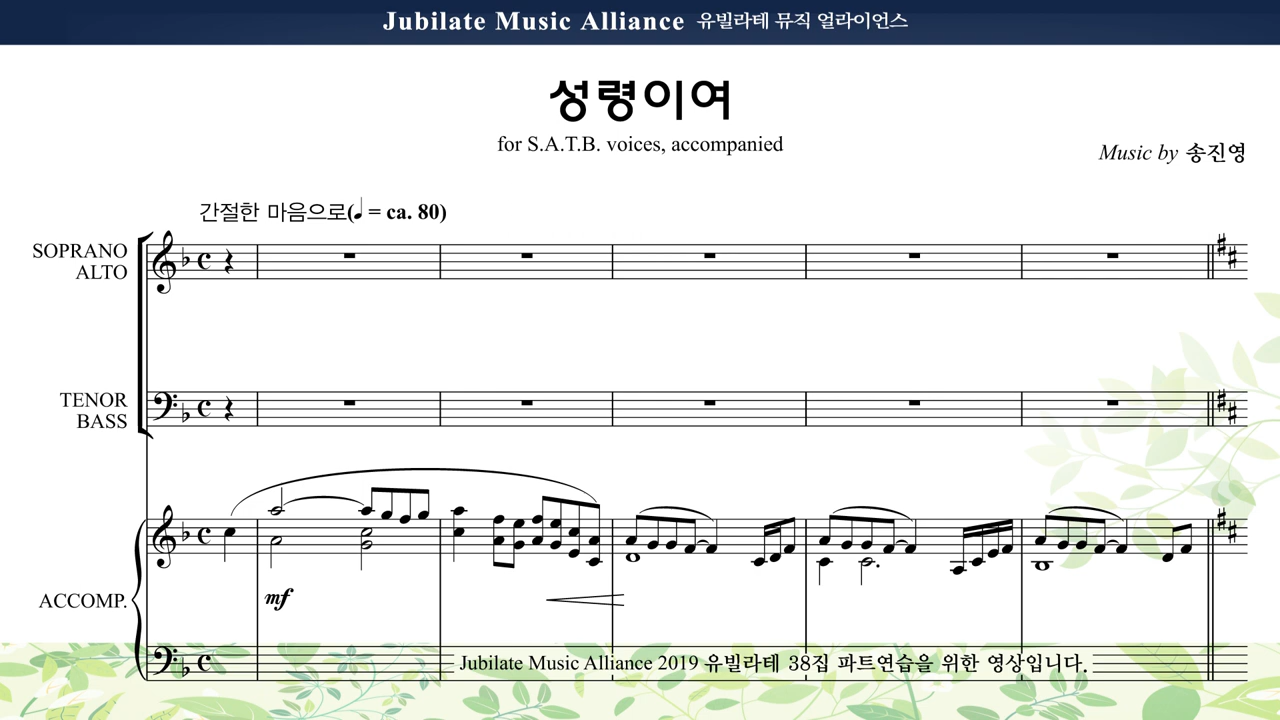 Jubilate Music Alliance 유빌라테 뮤직 얼라이언스
성령이여
for S.A.T.B. voices, accompanied
Music by 송진영
간절한 마음으로(♩ = ca. 80)
SOPRANO
ALTO
TENOR
BASS
mf
ACCOMP.
Jubilate Music Alliance 2019 유빌라테 38집 파트연습을 위한 영상입니다.